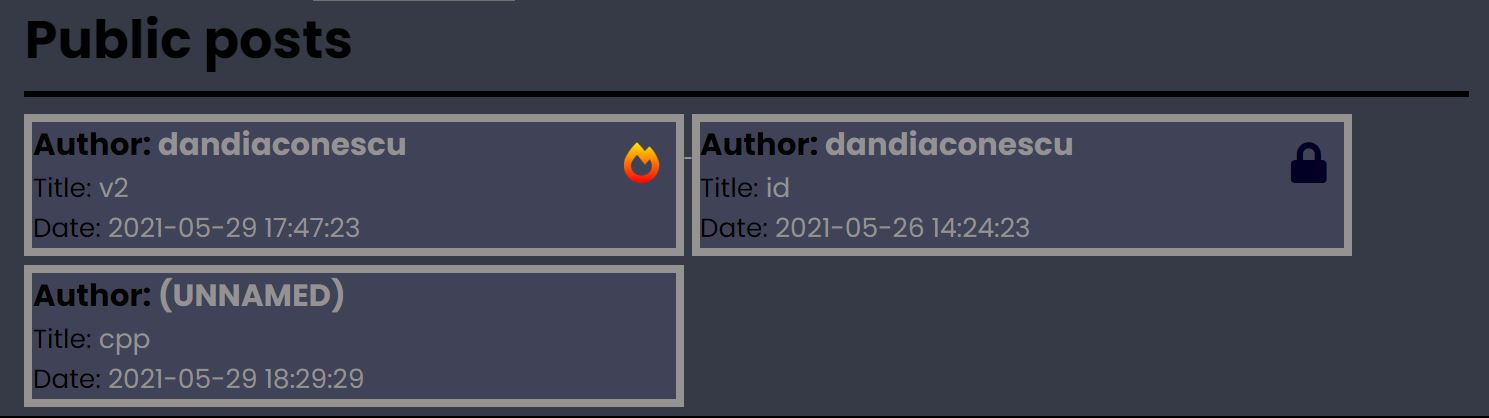 Public posts
Author: dandiaconescu
Title: v2
Date: 2021-05-29 17:47:23
Author: dandiaconescu
Title: id
Date: 2021-05-26 14:24:23
Author: (UNNAMED)
Title: cpp
Date: 2021-05-29 18:29:29